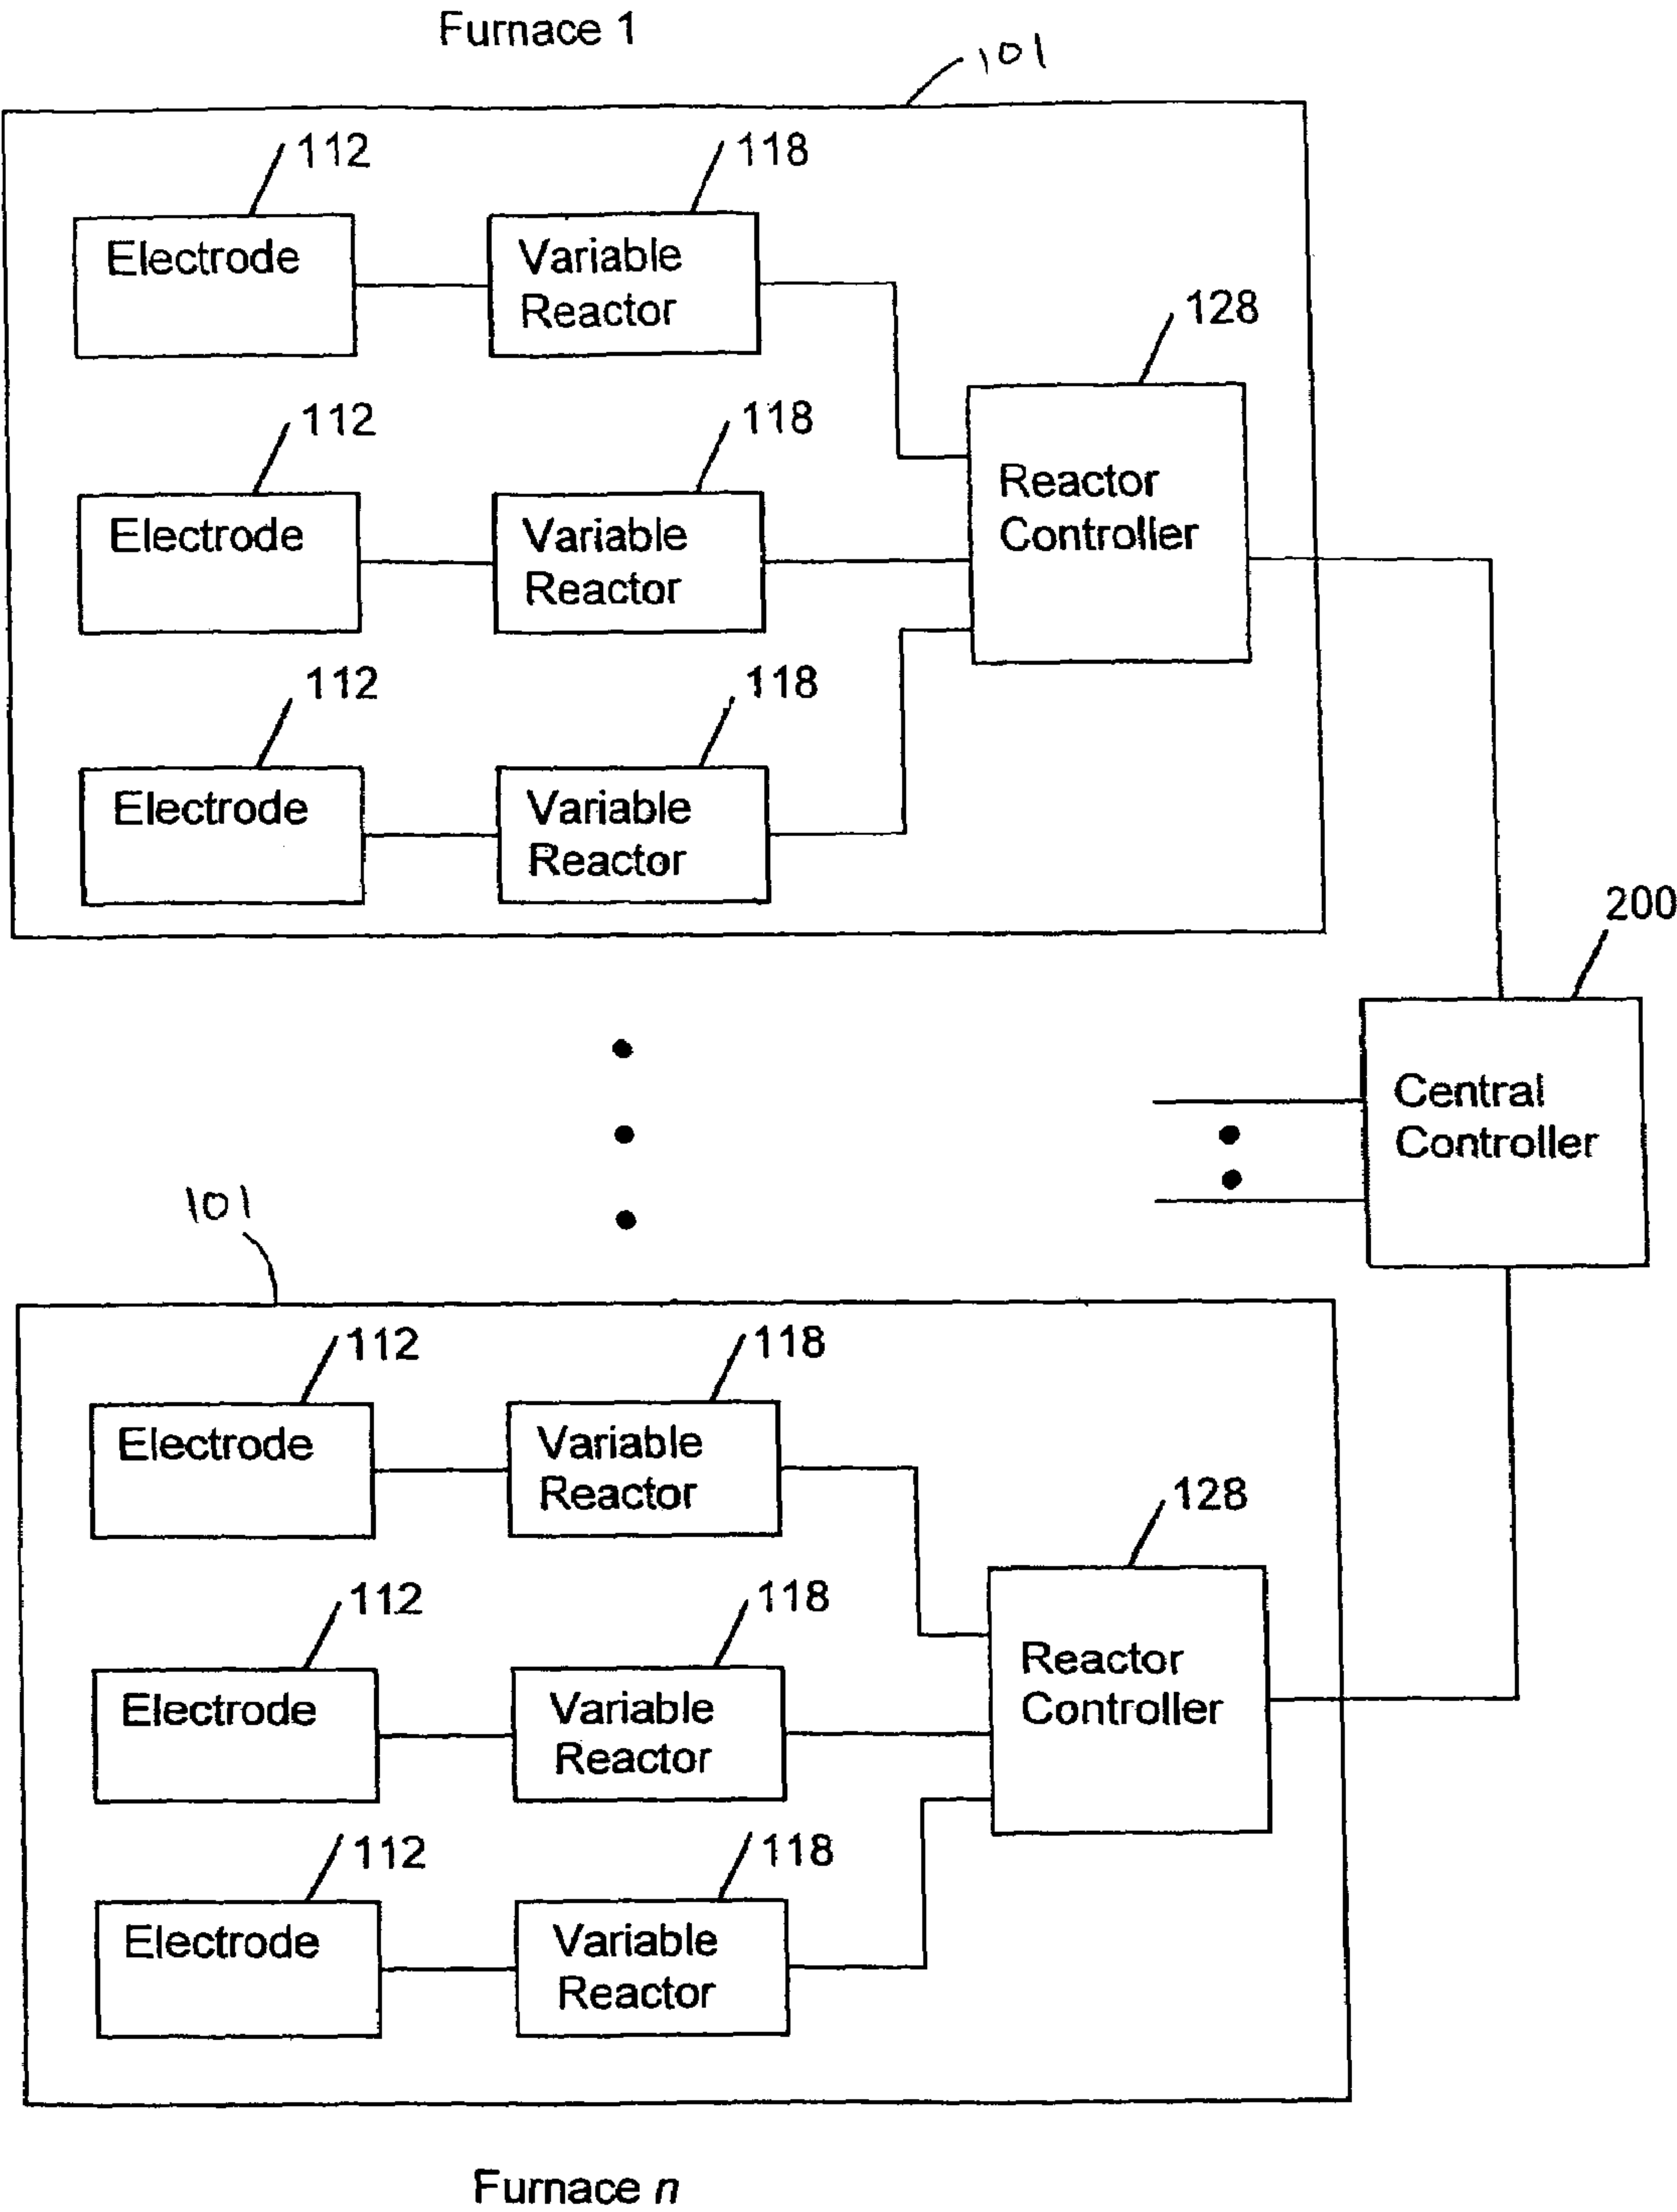 Furnace 1
101
112
118
Electrode
Variable
Reactor
128
112
118
Reactor
Controller
Electrode
Variable
Reactor
112
118
Electrode
Variable
Reactor
200
Central
Controller
101
112
118
Electrode
Variable
Reactor
128
112
118
Reactor
Controller
Electrode
Variable
Reactor
112
118
Electrode
Variable
Reactor
Furnace n